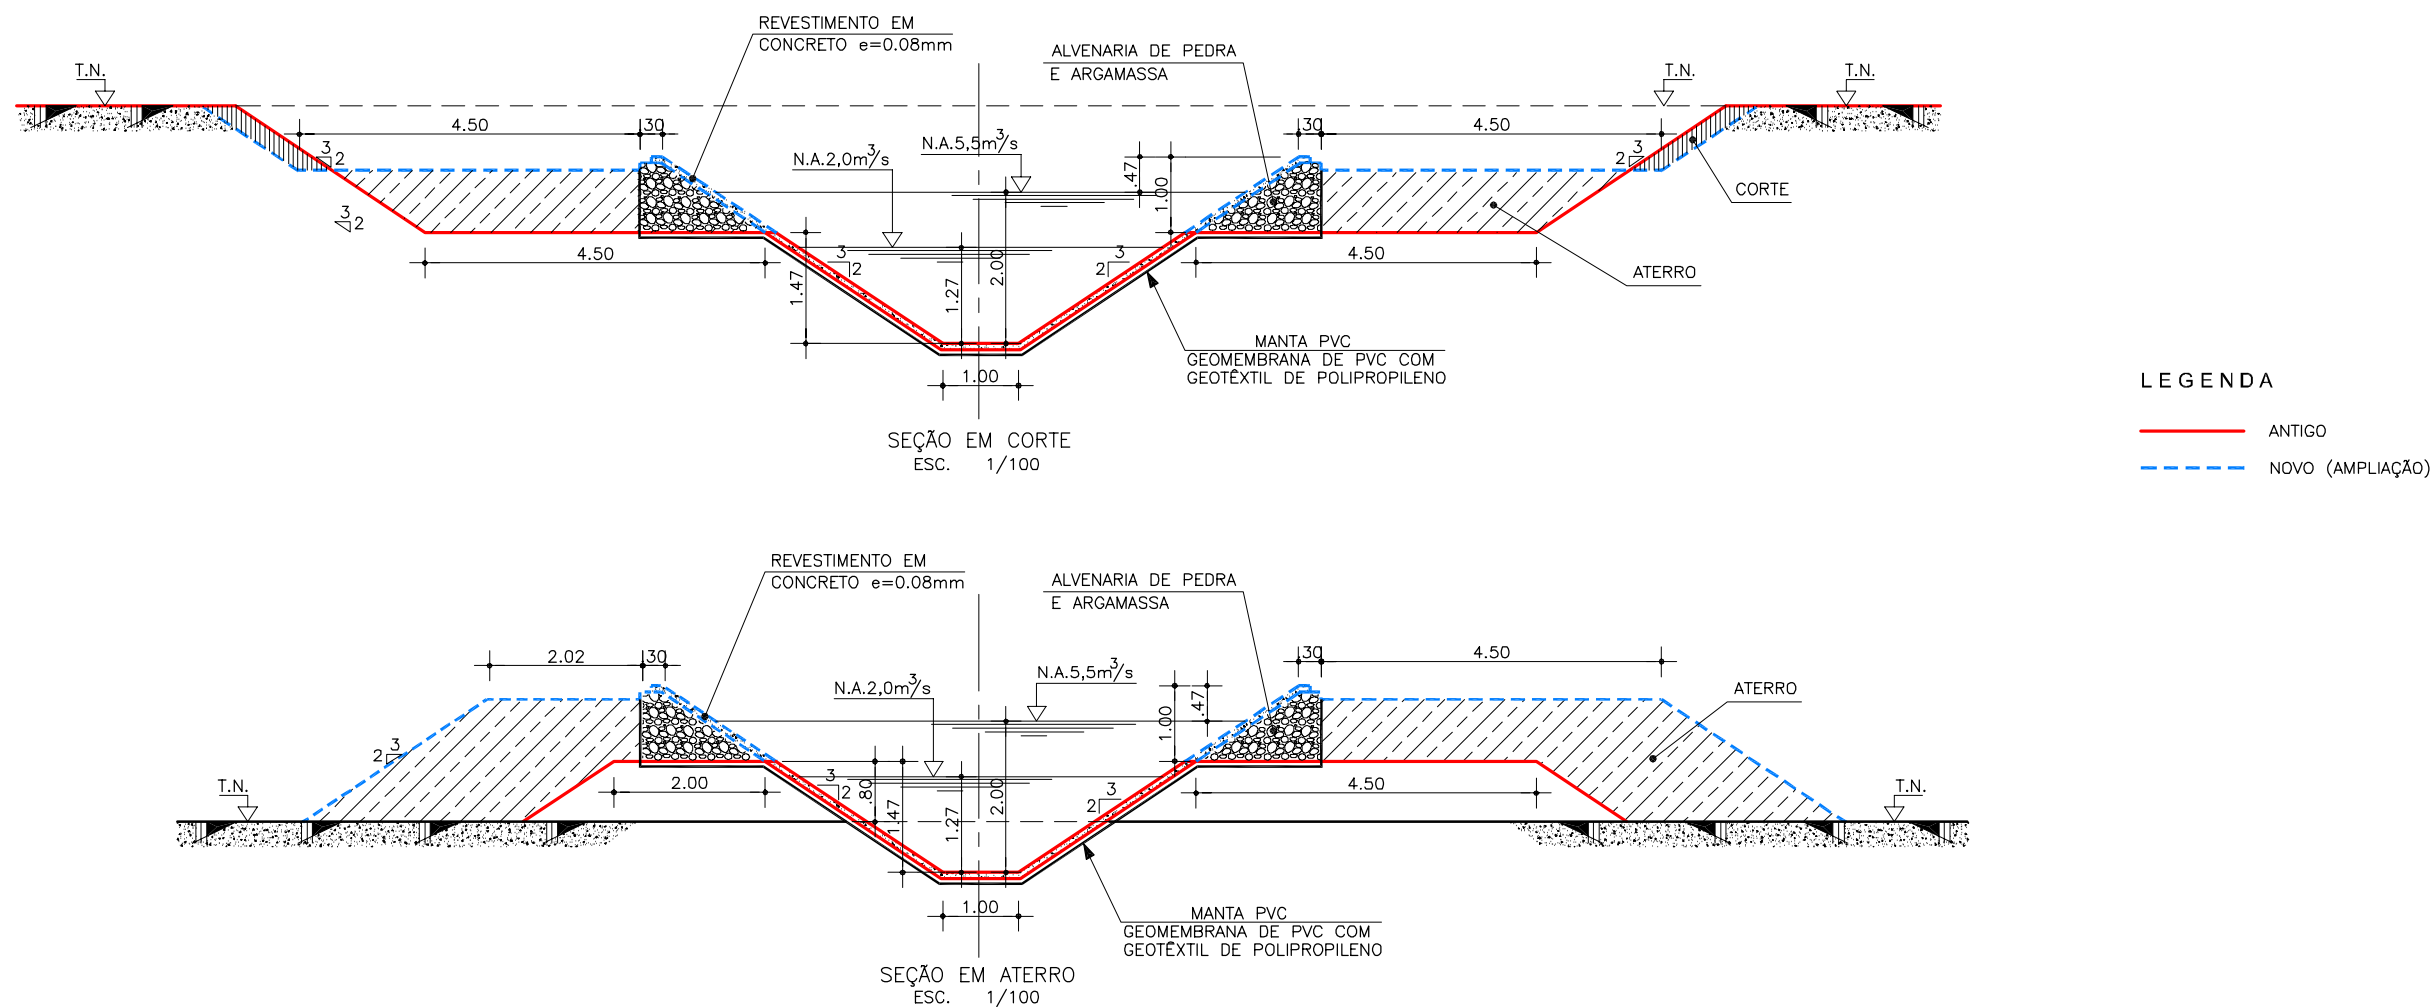 REVESTIMENTO EM
CONCRETO e=0.08mm
ALVENARIA DE PEDRA
E ARGAMASSA
T.N.
T.N.
T.N.
4.50
.30
N.A.2,0m³/s
N.A.5,5m³/s
.30
4.50
.47
1.00
3
2
3
2
3
2
CORTE
4.50
1.47
3
2
1.27
2.00
3
2
4.50
ATERRO
MANTA PVC
GEOMEMBRANA DE PVC COM
GEOTÊXTIL DE POLIPROPILENO
1.00
SEÇÃO EM CORTE
ESC. 1/100
LEGENDA
ANTIGO
NOVO (AMPLIAÇÃO)
REVESTIMENTO EM
CONCRETO e=0.08mm
ALVENARIA DE PEDRA
E ARGAMASSA
2.02
.30
N.A.2,0m³/s
N.A.5,5m³/s
.30
4.50
1.00
.47
ATERRO
3
2
T.N.
2.00
3
2
.80
1.47
1.27
2.00
3
2
4.50
T.N.
1.00
MANTA PVC
GEOMEMBRANA DE PVC COM
GEOTÊXTIL DE POLIPROPILENO
SEÇÃO EM ATERRO
ESC. 1/100